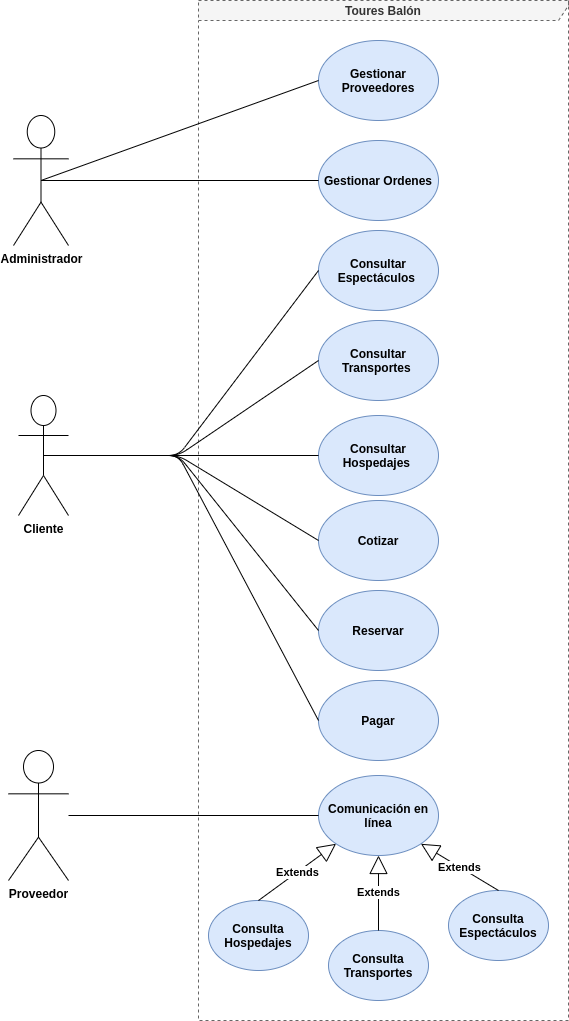 Toures Balón
Gestionar
Proveedores
Gestionar Ordenes
Administrador
Consultar
Espectáculos
Consultar
Transportes
Consultar
Hospedajes
Cliente
Cotizar
Reservar
Pagar
Comunicación en
línea
Proveedor
Extends
Extends
Extends
Consulta
Hospedajes
Consulta
Transportes
Consulta
Espectáculos